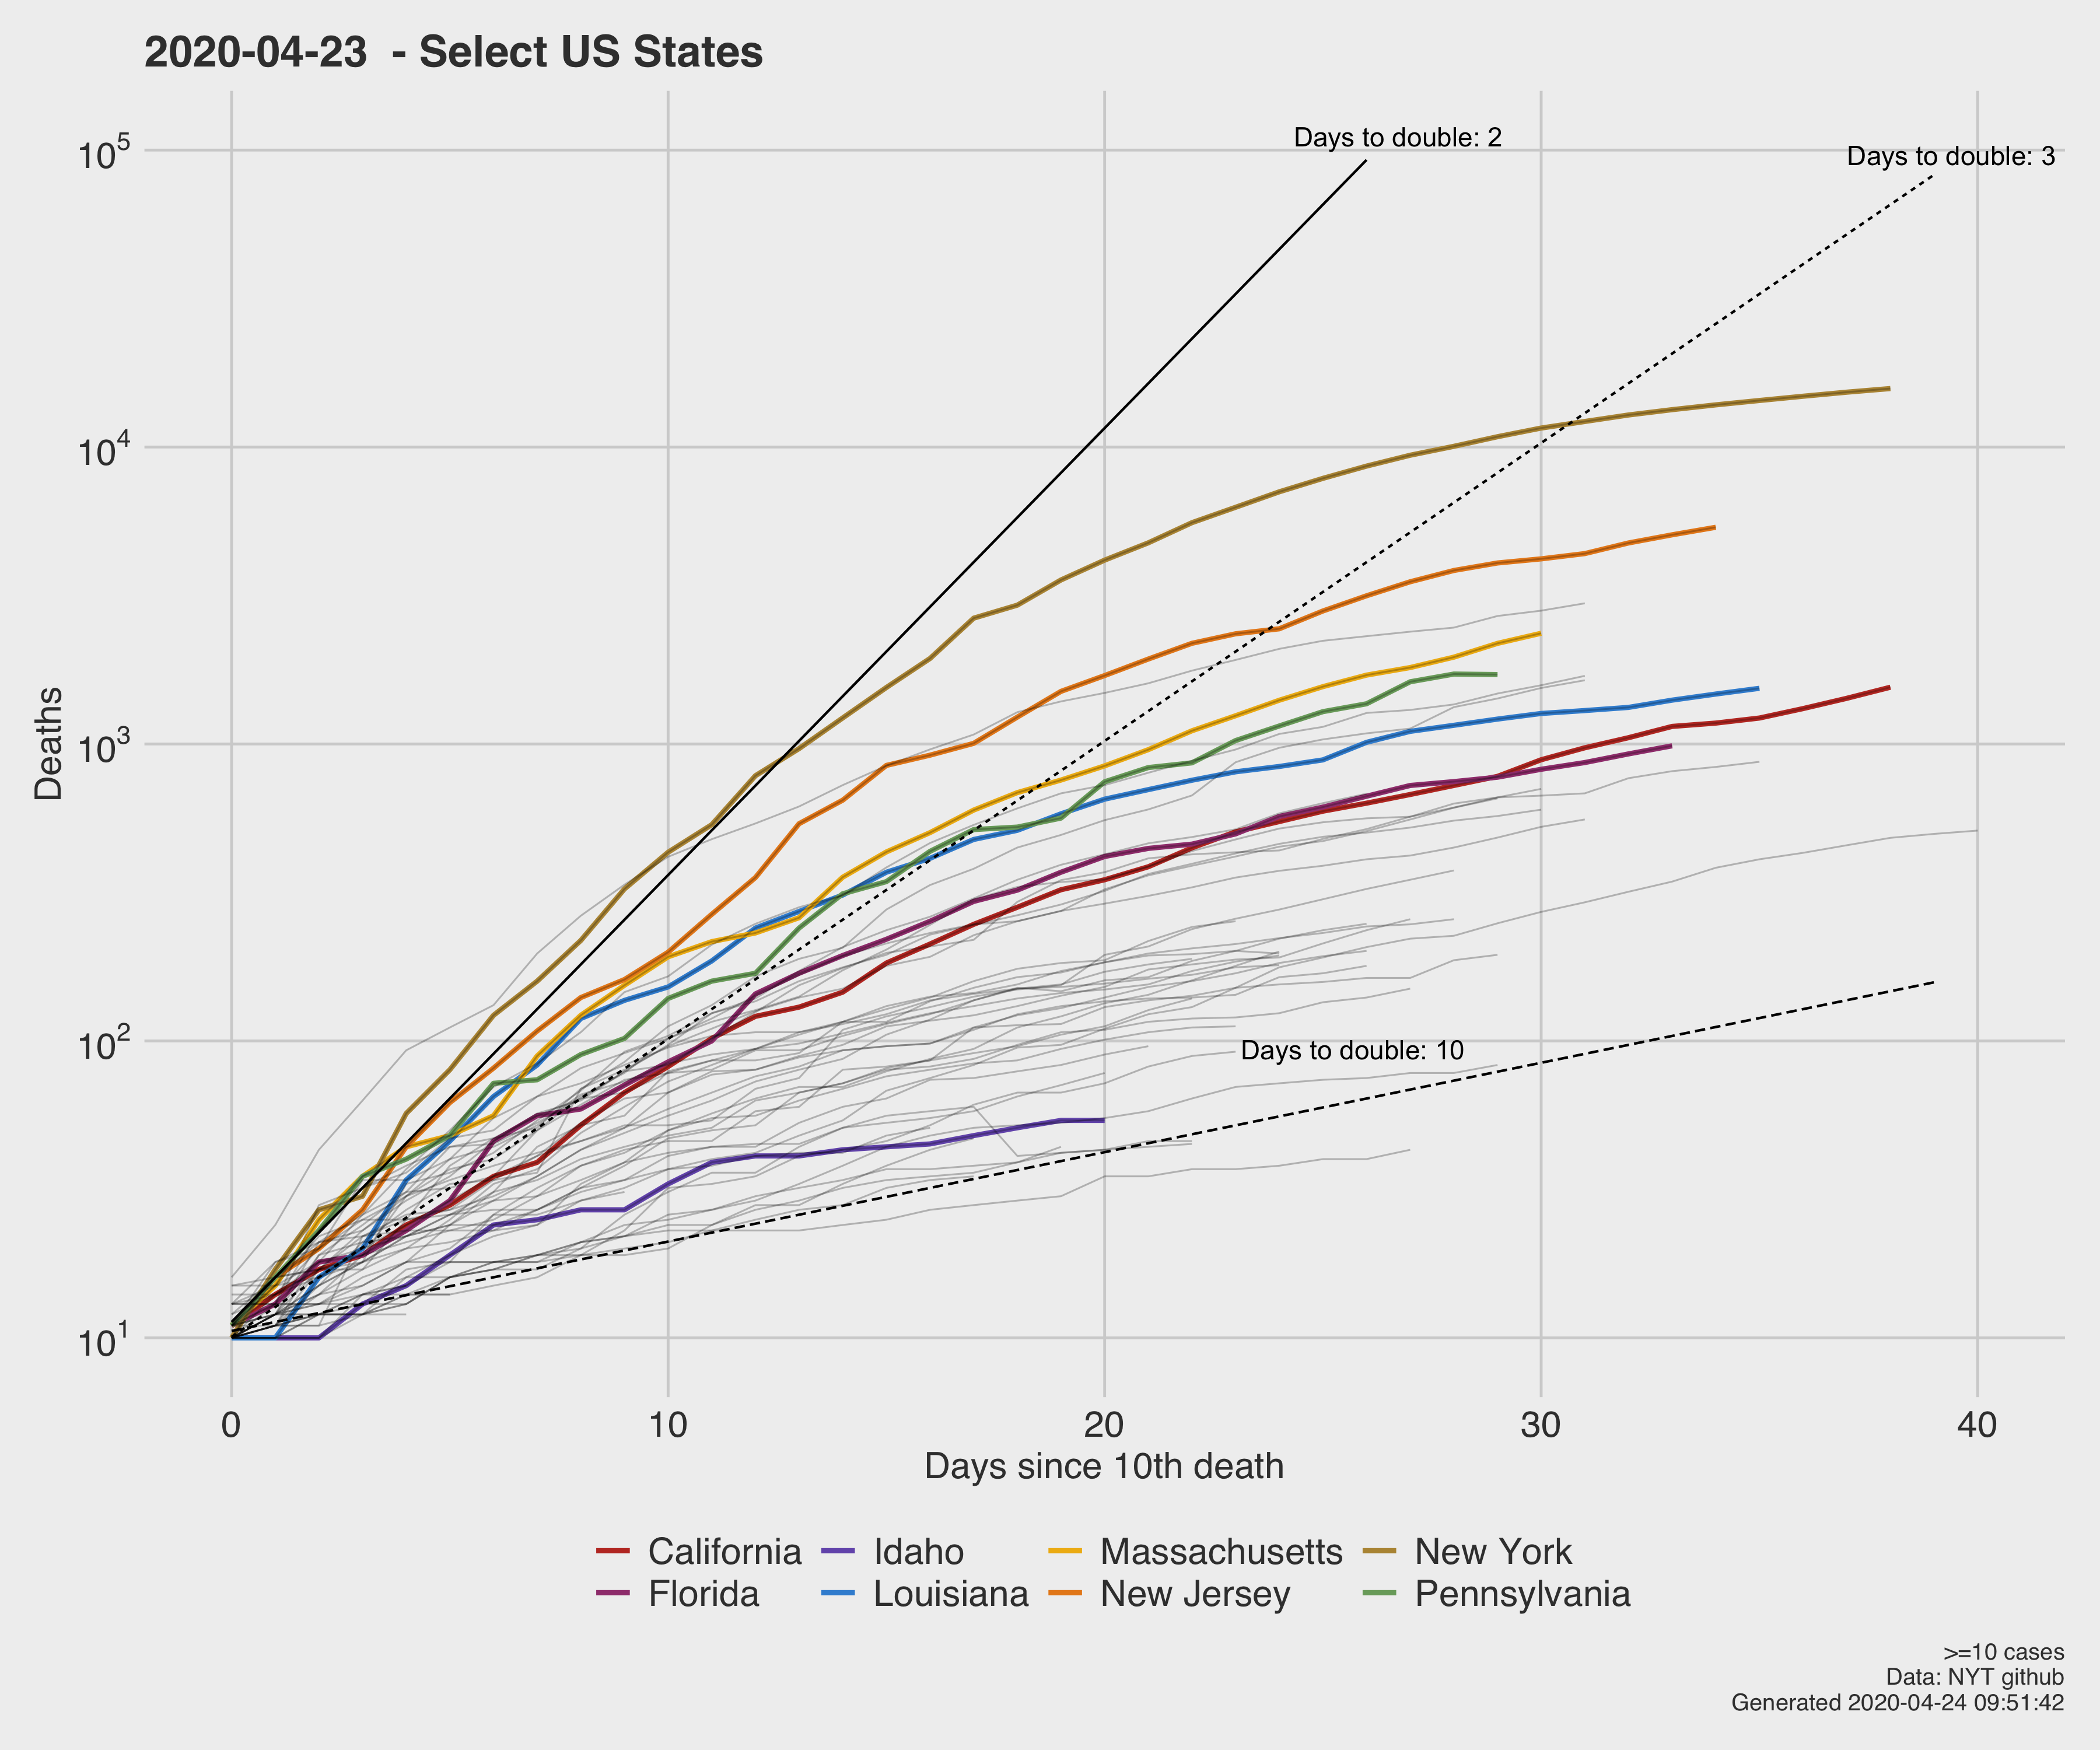 2020-04-23  - Select US States
Deaths
10^5
10^4
10^3
10^2
10^1
Days to double: 2
Days to double: 3
Days to double: 10
0 10 20 30 40
Days since 10th death
California Idaho Massachusetts New York
Florida Louisiana New Jersey Pennsylvania
>=10 cases
Data: NYT github
Generated 2020-04-24 09:51:42